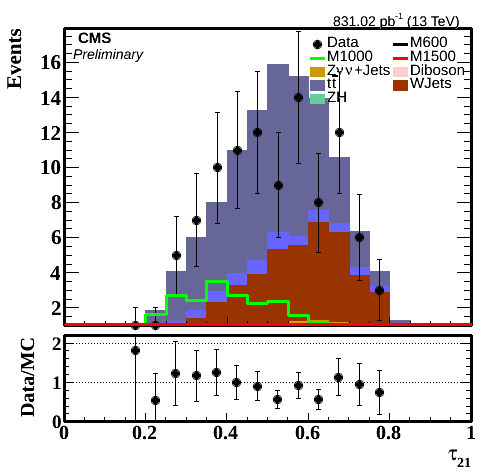 831.02 pb-1 (13 TeV)
CMS
Preliminary
Data
M600
M1000
M1500
Zνν+Jets
Diboson
tt̄
WJets
ZH
Events
16
14
12
10
8
6
4
2
Data/MC
2
1
0
0
0.2
0.4
0.6
0.8
1
τ21